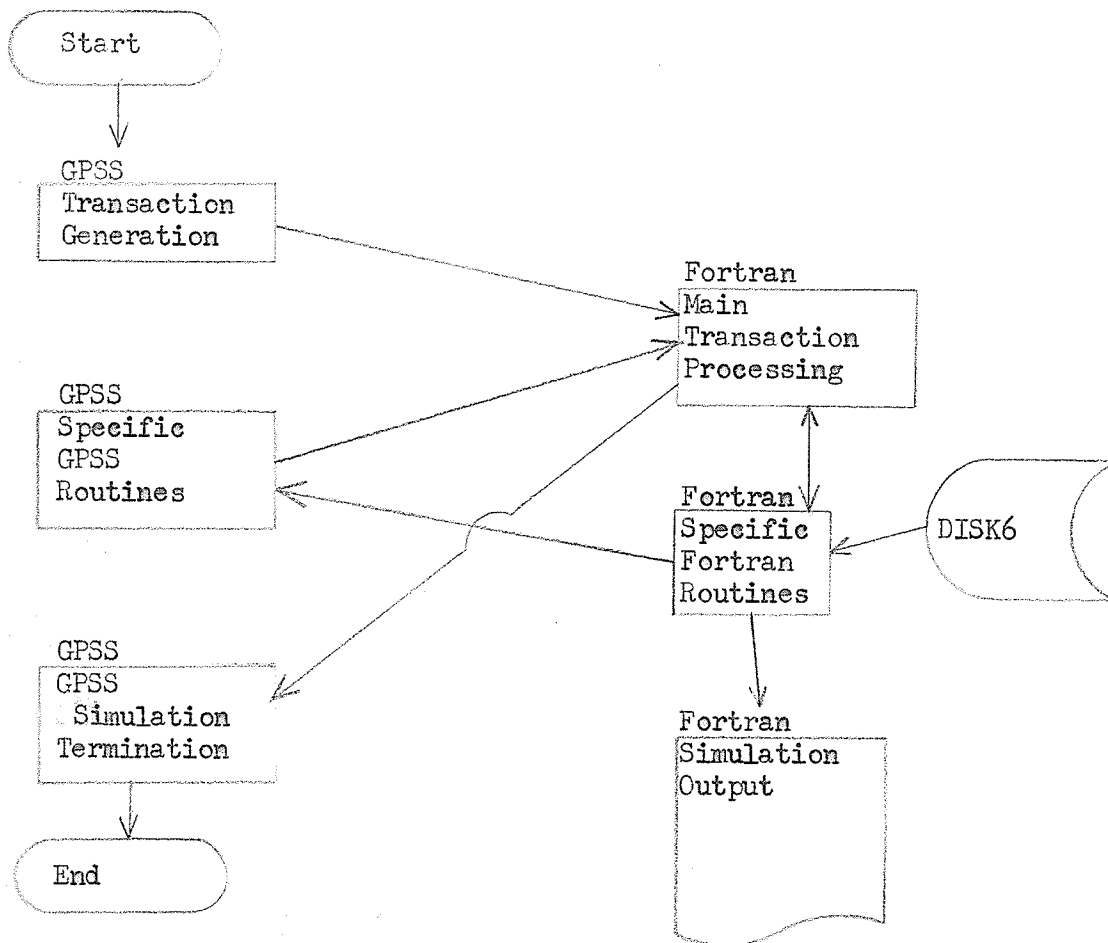 Start
GPSS
Transaction
Generation
Fortran
Main
Transaction
Processing
GPSS
Specific
GPSS
Routines
Fortran
Specific
Fortran
Routines
DISK6
GPSS
GPSS
Simulation
Termination
Fortran
Simulation
Output
End